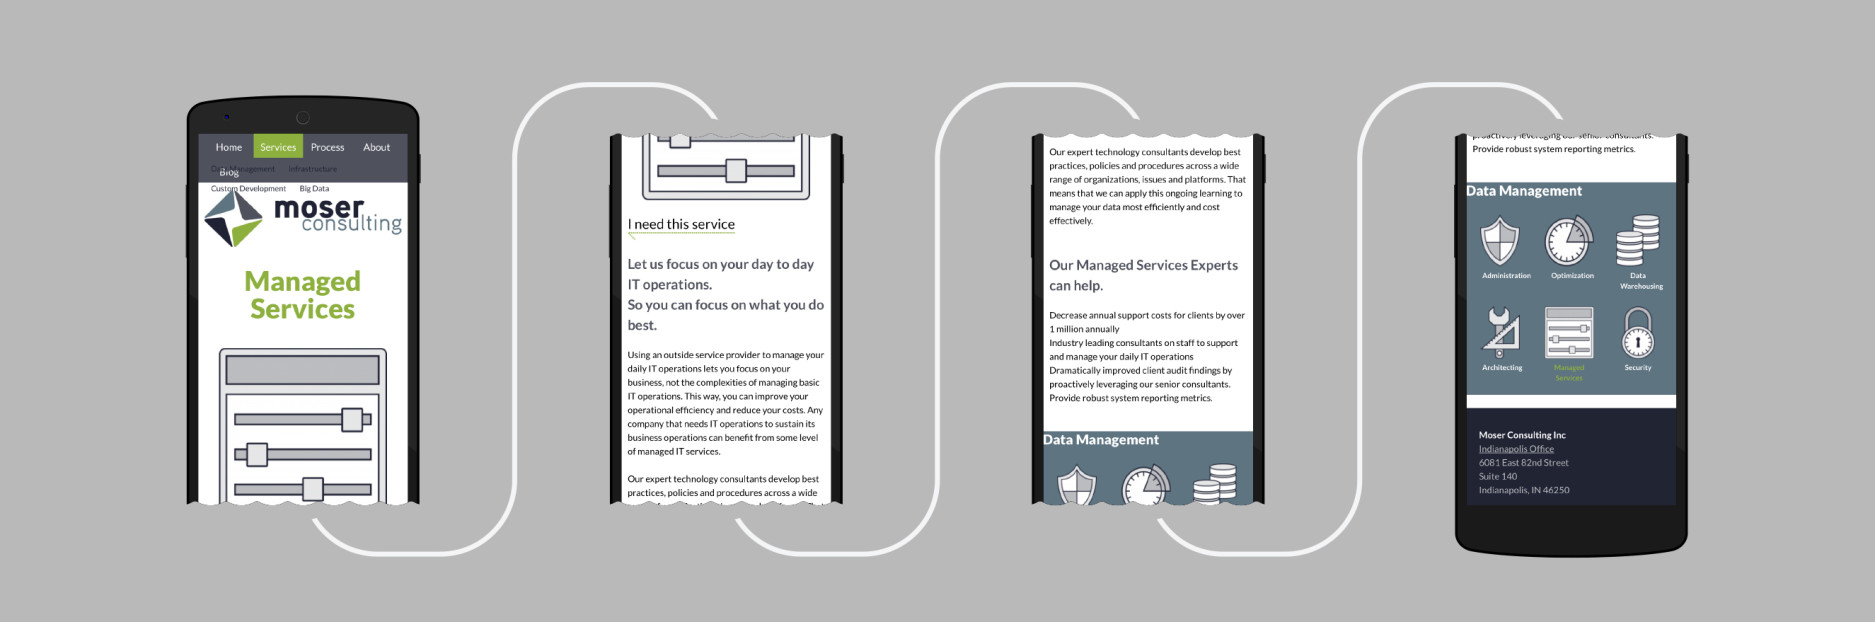 Home Services Process About
Data Management Infrastructure
Blog
Custom Development Big Data
moser
consulting
Managed
Services
I need this service
Let us focus on your day to day
IT operations.
So you can focus on what you do
best.
Using an outside service provider to manage your
daily IT operations lets you focus on your
business, not the complexities of managing basic
IT operations. This way, you can improve your
operational efficiency and reduce your costs. Any
company that needs IT operations to sustain its
business operations can benefit from some level
of managed IT services.
Our expert technology consultants develop best
practices, policies and procedures across a wide
Our expert technology consultants develop best
practices, policies and procedures across a wide
range of organizations, issues and platforms. That
means that we can apply this ongoing learning to
manage your data most efficiently and cost
effectively.
Our Managed Services Experts
can help.
Decrease annual support costs for clients by over
1 million annually
Industry leading consultants on staff to support
and manage your daily IT operations
Dramatically improved client audit findings by
proactively leveraging our senior consultants.
Provide robust system reporting metrics.
Data Management
proactively leveraging our senior consultants.
Provide robust system reporting metrics.
Data Management
Administration Optimization Data
Warehousing
Architecting Managed Security
Services
Moser Consulting Inc
Indianapolis Office
6081 East 82nd Street
Suite 140
Indianapolis, IN 46250